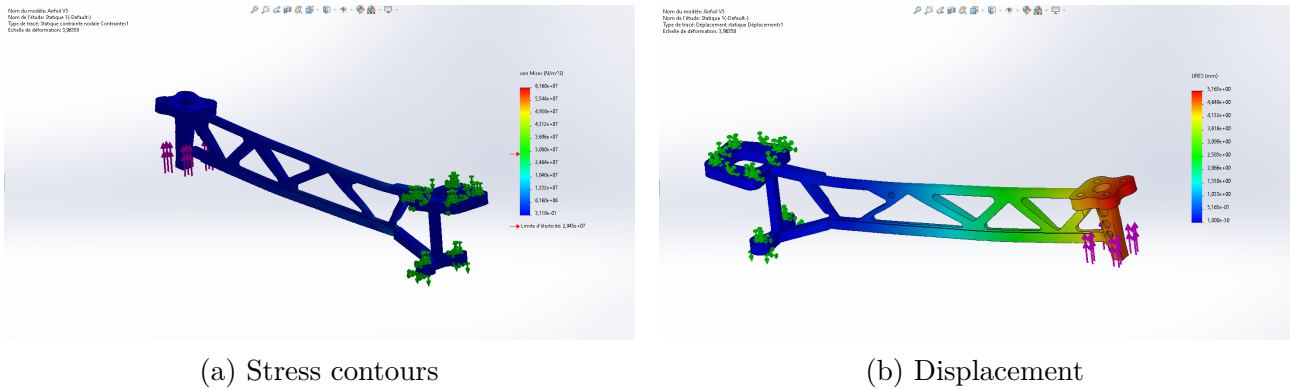 Nom du modèle: Airfoil V3
Nom de l'étude: Statique 1(-Default-)
Type de tracé: Statique contrainte nodale Contraintes1
Echelle de déformation: 3,96358
von Mises (N/m^2)
6,160e+07
5,544e+07
4,928e+07
4,312e+07
3,696e+07
3,080e+07
2,464e+07
1,848e+07
1,232e+07
6,160e+06
3,119e-01
Limite d'élasticité: 2,945e+07
(a) Stress contours
Nom du modèle: Airfoil V3
Nom de l'étude: Statique 1(-Default-)
Type de tracé: Déplacement statique Déplacements1
Echelle de déformation: 3,96358
URES (mm)
5,165e+00
4,649e+00
4,132e+00
3,616e+00
3,099e+00
2,583e+00
2,066e+00
1,550e+00
1,033e+00
5,165e-01
1,000e-30
(b) Displacement